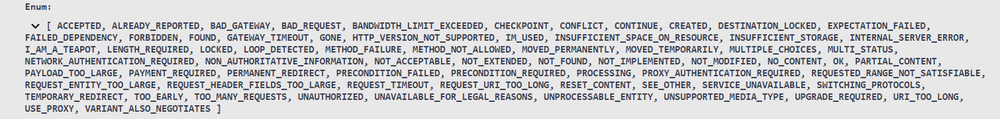 Enum:
[ ACCEPTED, ALREADY_REPORTED, BAD_GATEWAY, BAD_REQUEST, BANDWIDTH_LIMIT_EXCEEDED, CHECKPOINT, CONFLICT, CONTINUE, CREATED, DESTINATION_LOCKED, EXPECTATION_FAILED,
FAILED_DEPENDENCY, FORBIDDEN, FOUND, GATEWAY_TIMEOUT, GONE, HTTP_VERSION_NOT_SUPPORTED, IM_USED, INSUFFICIENT_SPACE_ON_RESOURCE, INSUFFICIENT_STORAGE, INTERNAL_SERVER_ERROR,
I_AM_A_TEAPOT, LENGTH_REQUIRED, LOCKED, LOOP_DETECTED, METHOD_FAILURE, METHOD_NOT_ALLOWED, MOVED_PERMANENTLY, MOVED_TEMPORARILY, MULTIPLE_CHOICES, MULTI_STATUS,
NETWORK_AUTHENTICATION_REQUIRED, NON_AUTHORITATIVE_INFORMATION, NOT_ACCEPTABLE, NOT_EXTENDED, NOT_FOUND, NOT_IMPLEMENTED, NOT_MODIFIED, NO_CONTENT, OK, PARTIAL_CONTENT,
PAYLOAD_TOO_LARGE, PAYMENT_REQUIRED, PERMANENT_REDIRECT, PRECONDITION_FAILED, PRECONDITION_REQUIRED, PROCESSING, PROXY_AUTHENTICATION_REQUIRED, REQUESTED_RANGE_NOT_SATISFIABLE,
REQUEST_ENTITY_TOO_LARGE, REQUEST_HEADER_FIELDS_TOO_LARGE, REQUEST_TIMEOUT, REQUEST_URI_TOO_LONG, RESET_CONTENT, SEE_OTHER, SERVICE_UNAVAILABLE, SWITCHING_PROTOCOLS,
TEMPORARY_REDIRECT, TOO_EARLY, TOO_MANY_REQUESTS, UNAUTHORIZED, UNAVAILABLE_FOR_LEGAL_REASONS, UNPROCESSABLE_ENTITY, UNSUPPORTED_MEDIA_TYPE, UPGRADE_REQUIRED, URI_TOO_LONG,
USE_PROXY, VARIANT_ALSO_NEGOTIATES ]